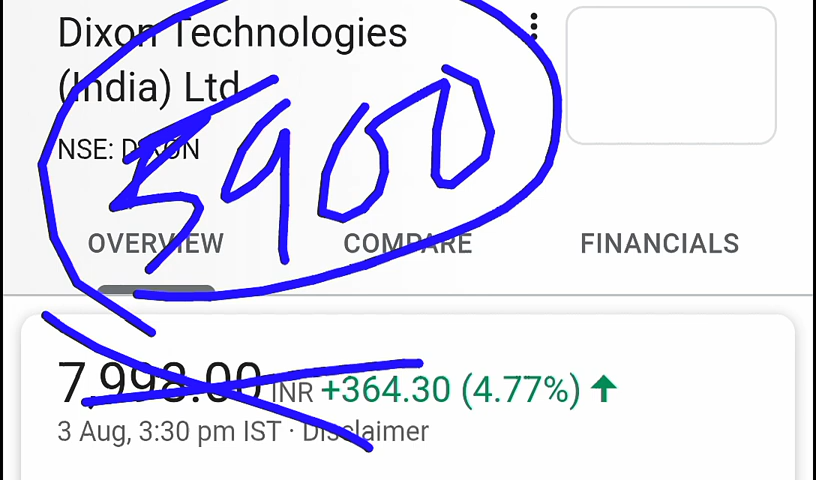 Dixon Technologies
(India) Ltd
5900
NSE: DIXON
OVERVIEW COMPARE FINANCIALS
7,998.00 INR +364.30 (4.77%) ↑
3 Aug, 3:30 pm IST · Disclaimer